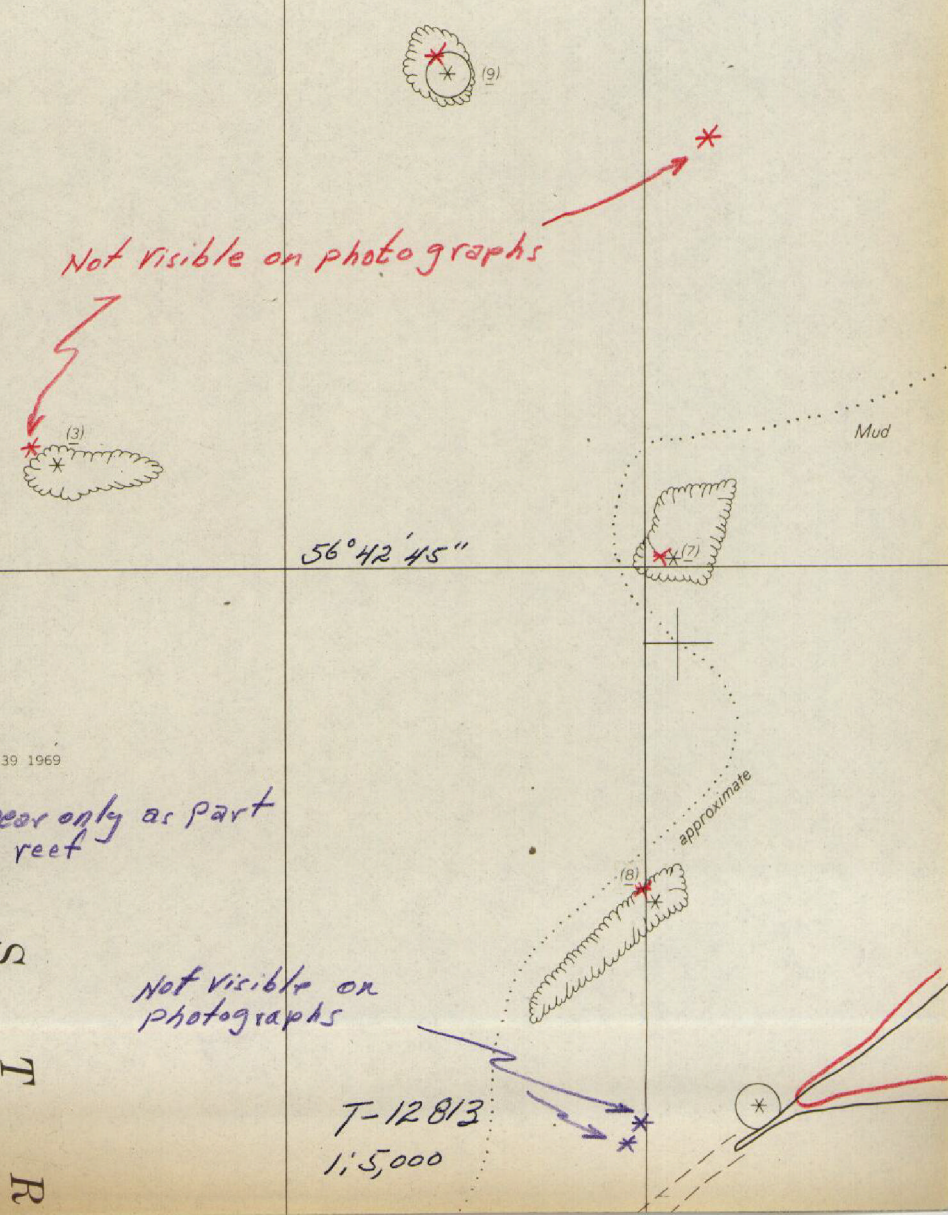 (9)
Not visible on photographs
(3)
Mud
56°42'45"
(7)
39 1969
approximate
only as part
reef
(8)
S
Not visible on
photographs
T
T-12813
1:5,000
R